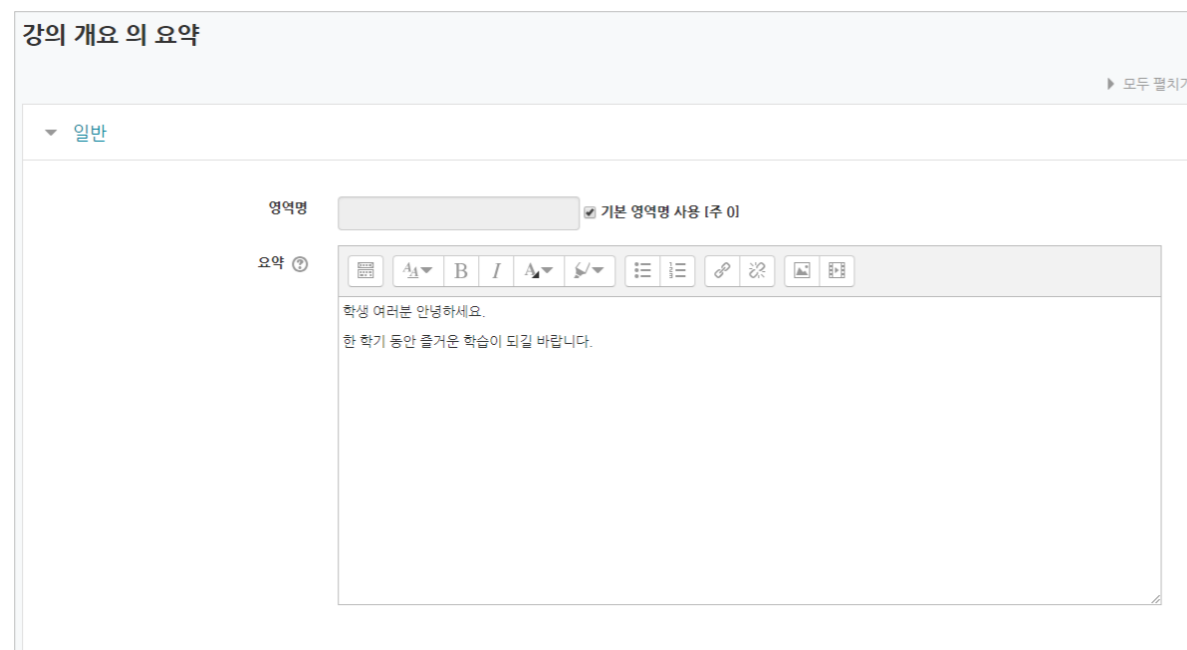 강의 개요 의 요약
모두 펼치기
일반
영역명
기본 영역명 사용 [주 0]
요약
학생 여러분 안녕하세요.
한 학기 동안 즐거운 학습이 되길 바랍니다.